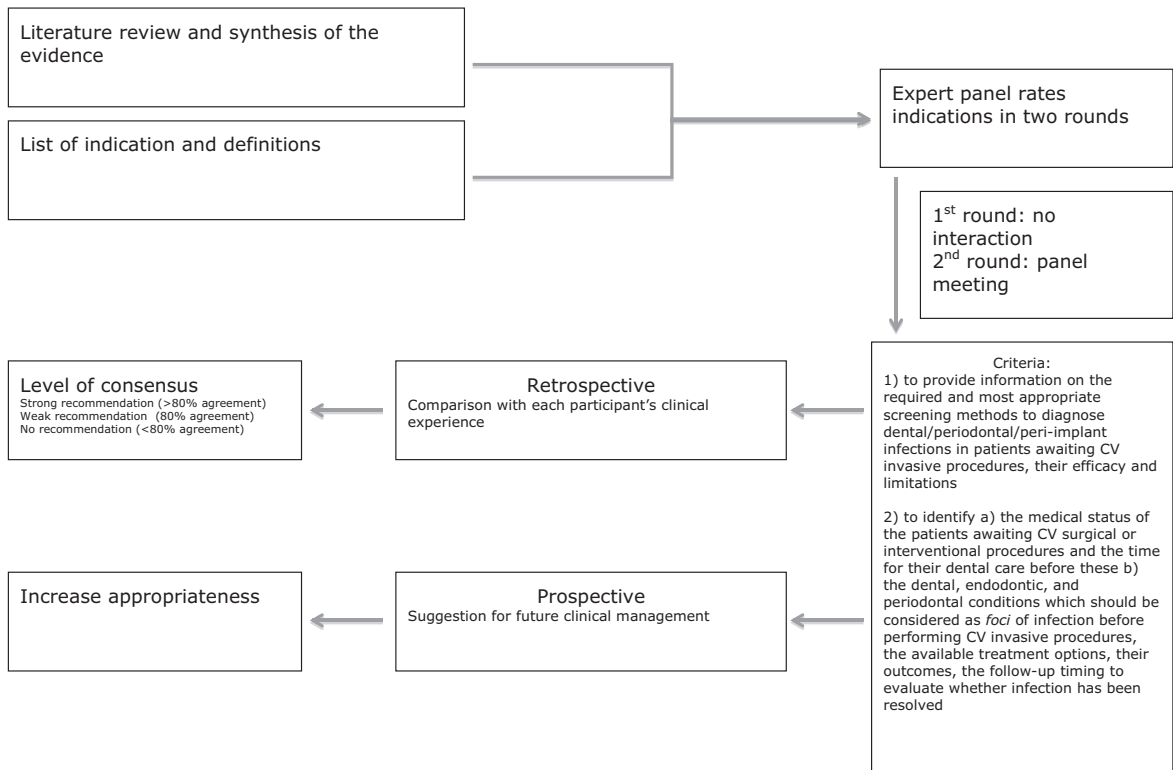 Literature review and synthesis of the
evidence
List of indication and definitions
Expert panel rates
indications in two rounds
1st round: no
interaction
2nd round: panel
meeting
Criteria:
1) to provide information on the
required and most appropriate
screening methods to diagnose
dental/periodontal/peri-implant
infections in patients awaiting CV
invasive procedures, their efficacy and
limitations
2) to identify a) the medical status of
the patients awaiting CV surgical or
interventional procedures and the time
for their dental care before these b)
the dental, endodontic, and
periodontal conditions which should be
considered as foci of infection before
performing CV invasive procedures,
the available treatment options, their
outcomes, the follow-up timing to
evaluate whether infection has been
resolved
Retrospective
Comparison with each participant's clinical
experience
Level of consensus
Strong recommendation (>80% agreement)
Weak recommendation (80% agreement)
No recommendation (<80% agreement)
Prospective
Suggestion for future clinical management
Increase appropriateness